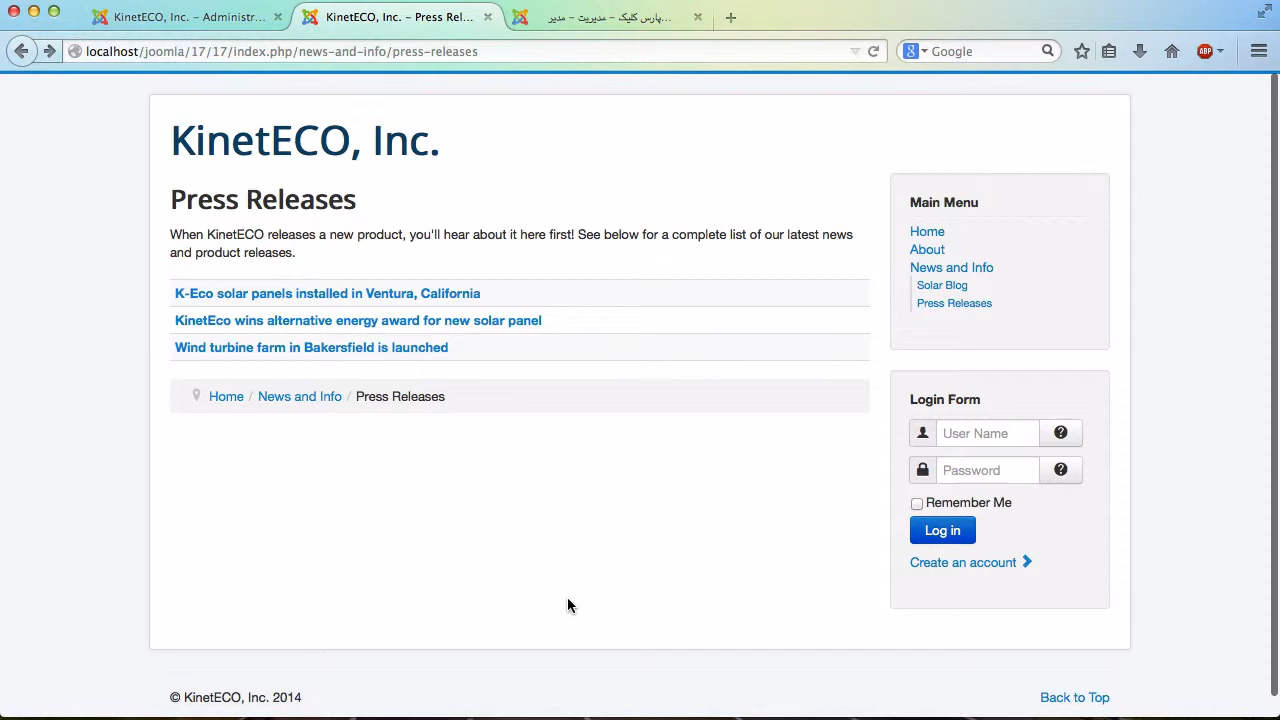 KinetECO, Inc. - Administr...
KinetECO, Inc. - Press Rel...
پارس کلیک - مدیریت - مدیر...
localhost/joomla/17/17/index.php/news-and-info/press-releases
Google
ABP
KinetECO, Inc.
Press Releases
When KinetECO releases a new product, you'll hear about it here first! See below for a complete list of our latest news
and product releases.
K-Eco solar panels installed in Ventura, California
KinetEco wins alternative energy award for new solar panel
Wind turbine farm in Bakersfield is launched
Home / News and Info / Press Releases
Main Menu
Home
About
News and Info
Solar Blog
Press Releases
Login Form
User Name
Password
Remember Me
Log in
Create an account
© KinetECO, Inc. 2014
Back to Top